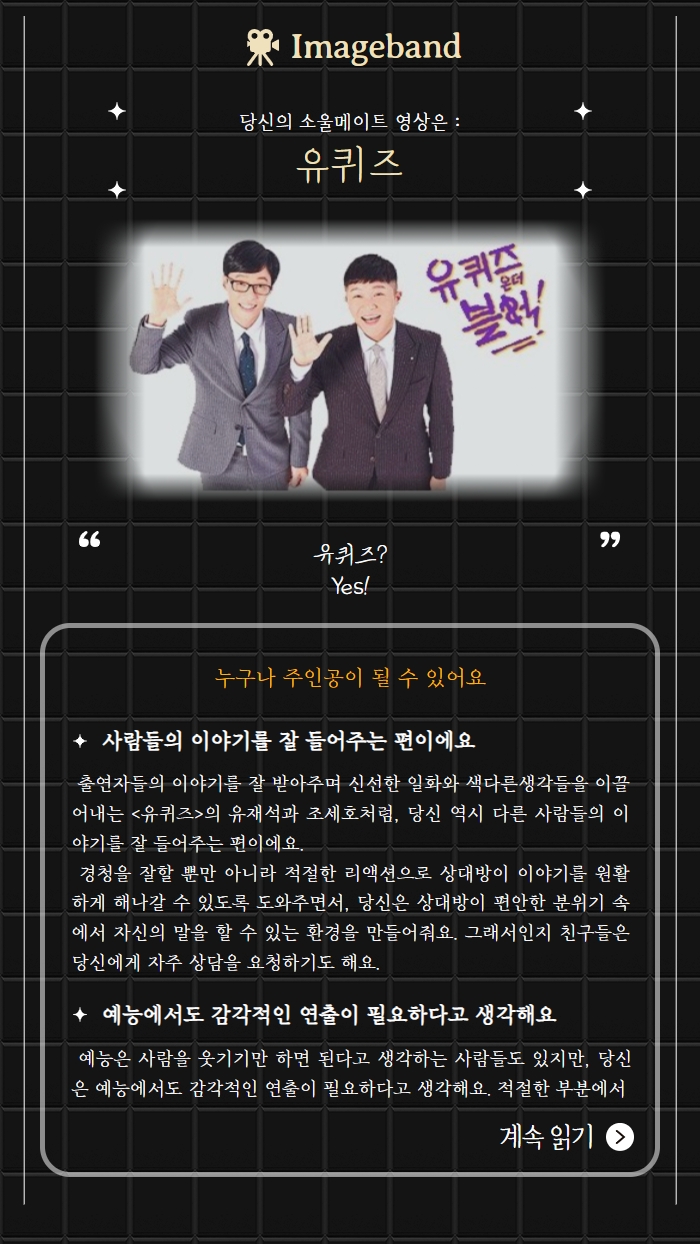 Imageband
당신의 소울메이트 영상은 :
유퀴즈
유퀴즈
온더
블럭!
“ ”
유퀴즈?
Yes!
누구나 주인공이 될 수 있어요
사람들의 이야기를 잘 들어주는 편이에요
출연자들의 이야기를 잘 받아주며 신선한 일화와 색다른생각들을 이끌
어내는 <유퀴즈>의 유재석과 조세호처럼, 당신 역시 다른 사람들의 이
야기를 잘 들어주는 편이에요.
경청을 잘할 뿐만 아니라 적절한 리액션으로 상대방이 이야기를 원활
하게 해나갈 수 있도록 도와주면서, 당신은 상대방이 편안한 분위기 속
에서 자신의 말을 할 수 있는 환경을 만들어줘요. 그래서인지 친구들은
당신에게 자주 상담을 요청하기도 해요.
예능에서도 감각적인 연출이 필요하다고 생각해요
예능은 사람을 웃기기만 하면 된다고 생각하는 사람들도 있지만, 당신
은 예능에서도 감각적인 연출이 필요하다고 생각해요. 적절한 부분에서
계속 읽기